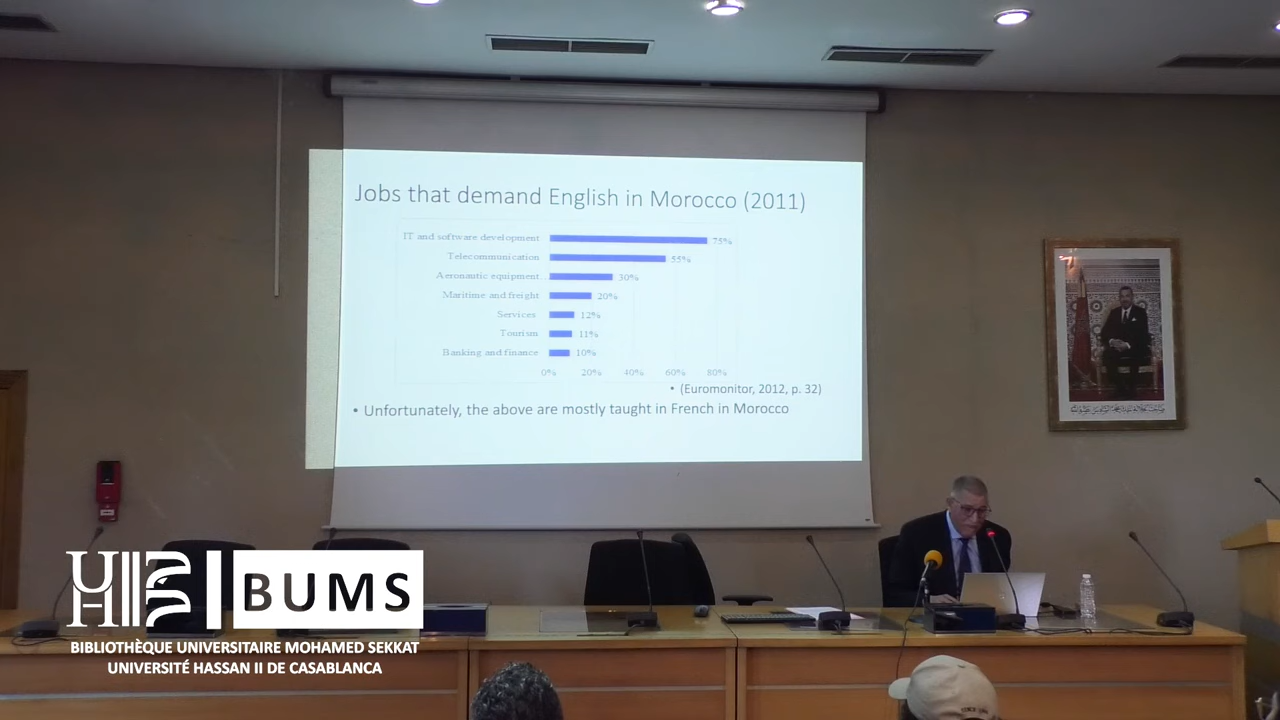 Jobs that demand English in Morocco (2011)
IT and software development 75%
Telecommunication 55%
Aeronautic equipment... 30%
Maritime and freight 20%
Services 12%
Tourism 11%
Banking and finance 10%
0% 20% 40% 60% 80%
• (Euromonitor, 2012, p. 32)
• Unfortunately, the above are mostly taught in French in Morocco
UH2C
BUMS
BIBLIOTHÈQUE UNIVERSITAIRE MOHAMED SEKKAT
UNIVERSITÉ HASSAN II DE CASABLANCA